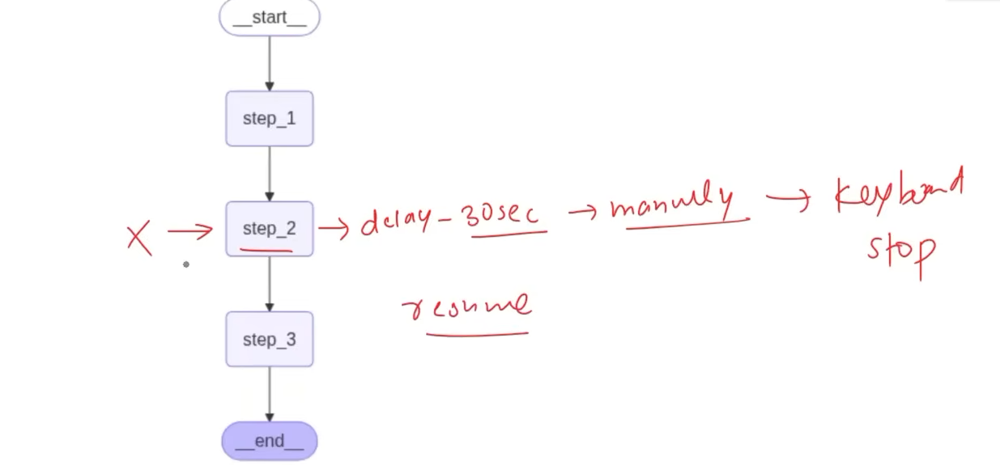 __start__
step_1
X → step_2 → delay - 30sec → manully → Keyboard
stop
resume
step_3
__end__